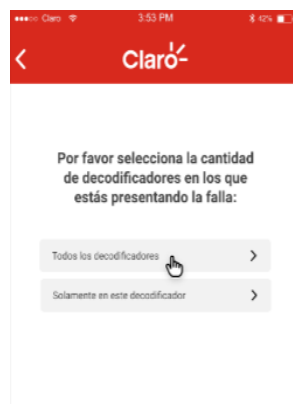 Claro 3:53 PM 42%
Claro
Por favor selecciona la cantidad
de decodificadores en los que
estás presentando la falla:
Todos los decodificadores
Solamente en este decodificador